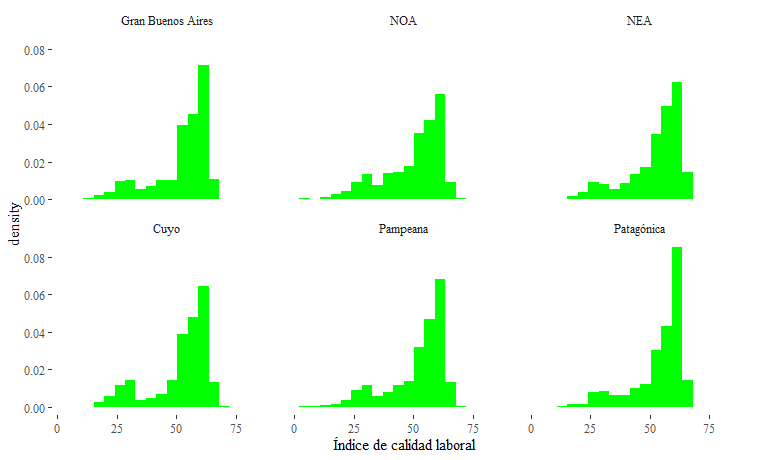 Gran Buenos Aires NOA NEA
0.08
0.06
0.04
0.02
0.00
density
Cuyo Pampeana Patagónica
0.08
0.06
0.04
0.02
0.00
0 25 50 75 0 25 50 75 0 25 50 75
Índice de calidad laboral